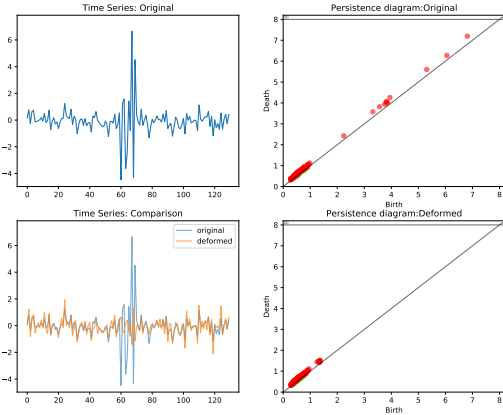 Time Series: Original
6
4
2
0
−2
−4
0 20 40 60 80 100 120
Persistence diagram:Original
8
7
6
5
4
3
2
1
0
Death
0 1 2 3 4 5 6 7 8
Birth
Time Series: Comparison
original
deformed
6
4
2
0
−2
−4
0 20 40 60 80 100 120
Persistence diagram:Deformed
8
7
6
5
4
3
2
1
0
Death
0 1 2 3 4 5 6 7 8
Birth